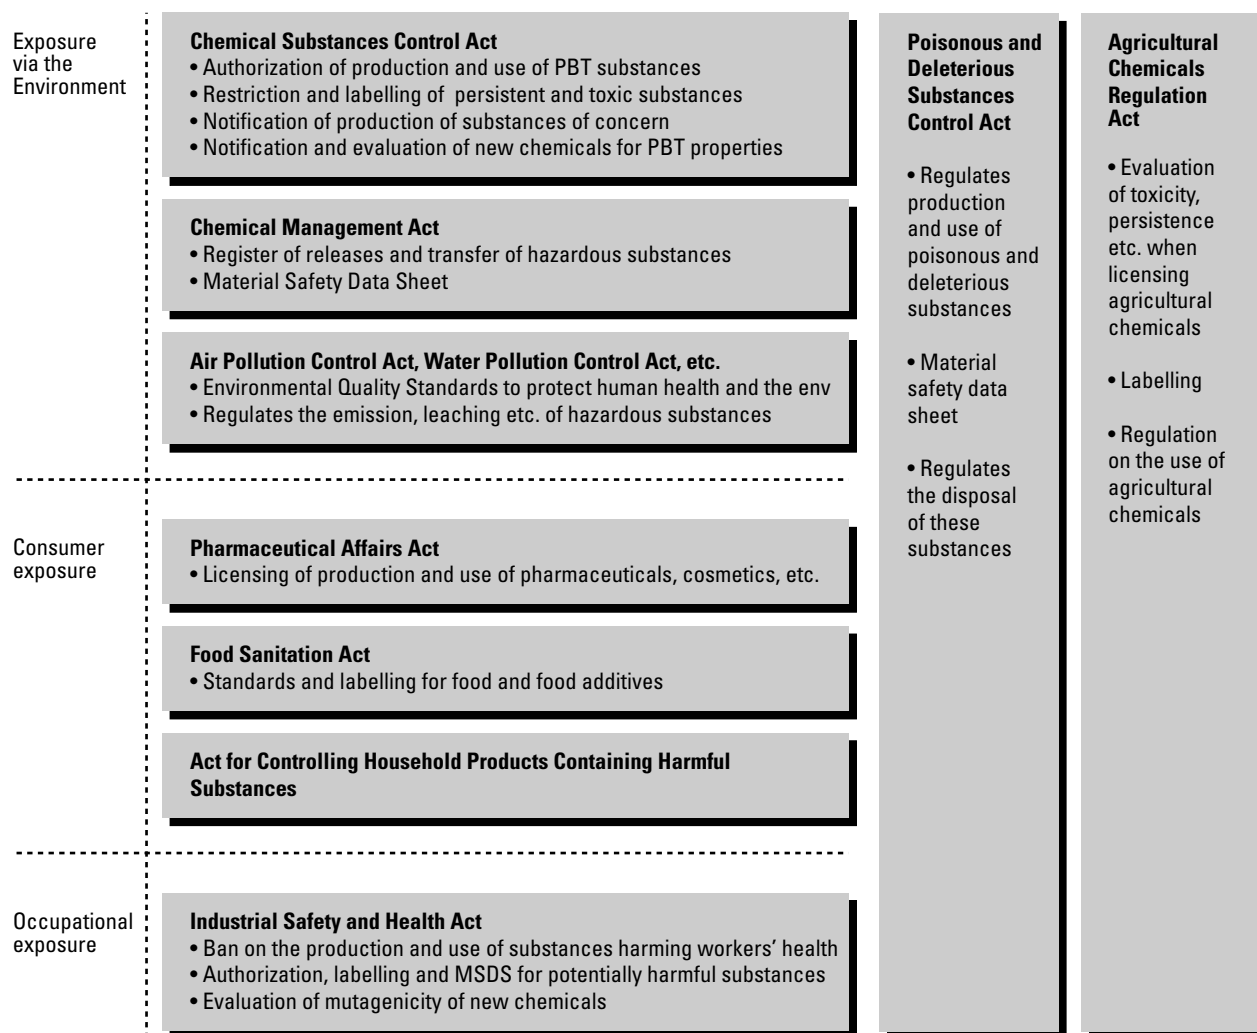 Exposure
via the
Environment
Chemical Substances Control Act
• Authorization of production and use of PBT substances
• Restriction and labelling of persistent and toxic substances
• Notification of production of substances of concern
• Notification and evaluation of new chemicals for PBT properties
Chemical Management Act
• Register of releases and transfer of hazardous substances
• Material Safety Data Sheet
Air Pollution Control Act, Water Pollution Control Act, etc.
• Environmental Quality Standards to protect human health and the env
• Regulates the emission, leaching etc. of hazardous substances
Consumer
exposure
Pharmaceutical Affairs Act
• Licensing of production and use of pharmaceuticals, cosmetics, etc.
Food Sanitation Act
• Standards and labelling for food and food additives
Act for Controlling Household Products Containing Harmful
Substances
Occupational
exposure
Industrial Safety and Health Act
• Ban on the production and use of substances harming workers’ health
• Authorization, labelling and MSDS for potentially harmful substances
• Evaluation of mutagenicity of new chemicals
Poisonous and
Deleterious
Substances
Control Act
• Regulates
production
and use of
poisonous and
deleterious
substances
• Material
safety data
sheet
• Regulates
the disposal
of these
substances
Agricultural
Chemicals
Regulation
Act
• Evaluation
of toxicity,
persistence
etc. when
licensing
agricultural
chemicals
• Labelling
• Regulation
on the use of
agricultural
chemicals